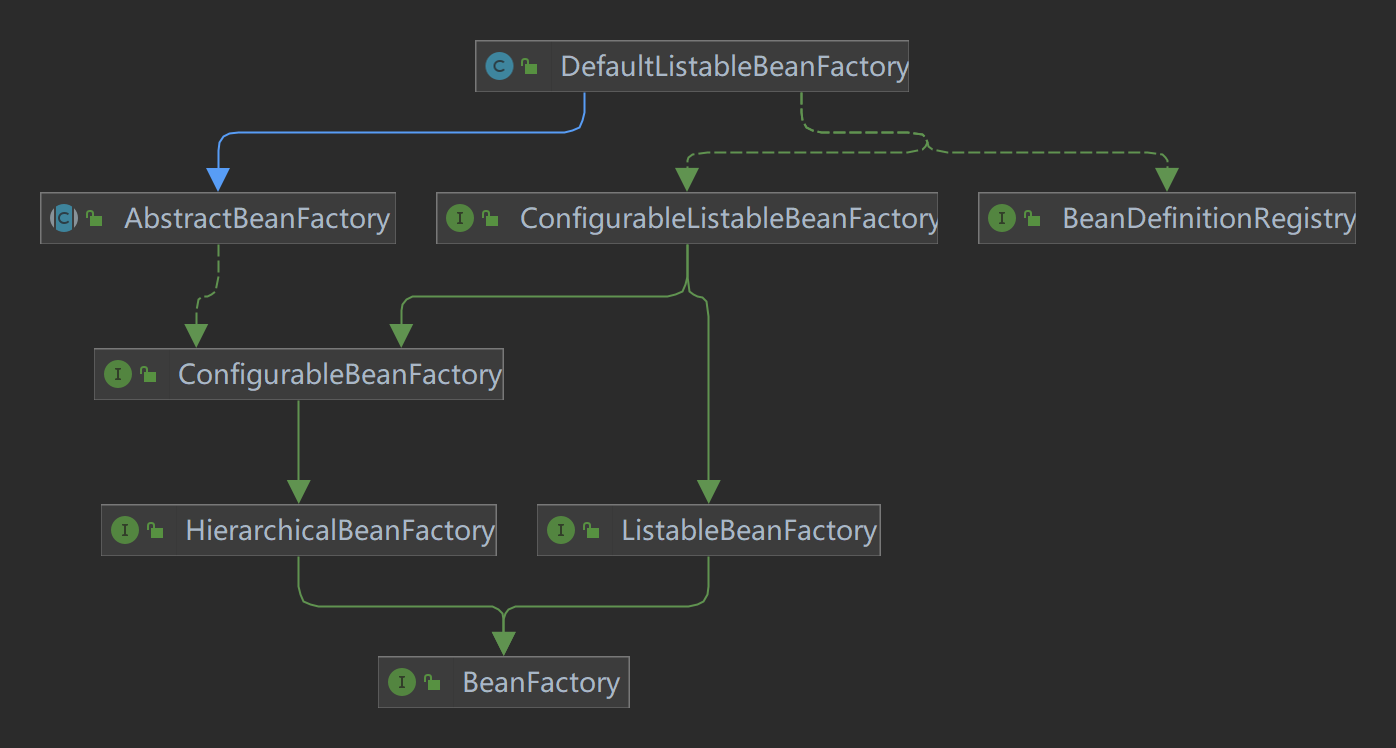 C DefaultListableBeanFactory
C AbstractBeanFactory
I ConfigurableListableBeanFactory
I BeanDefinitionRegistry
I ConfigurableBeanFactory
I HierarchicalBeanFactory
I ListableBeanFactory
I BeanFactory